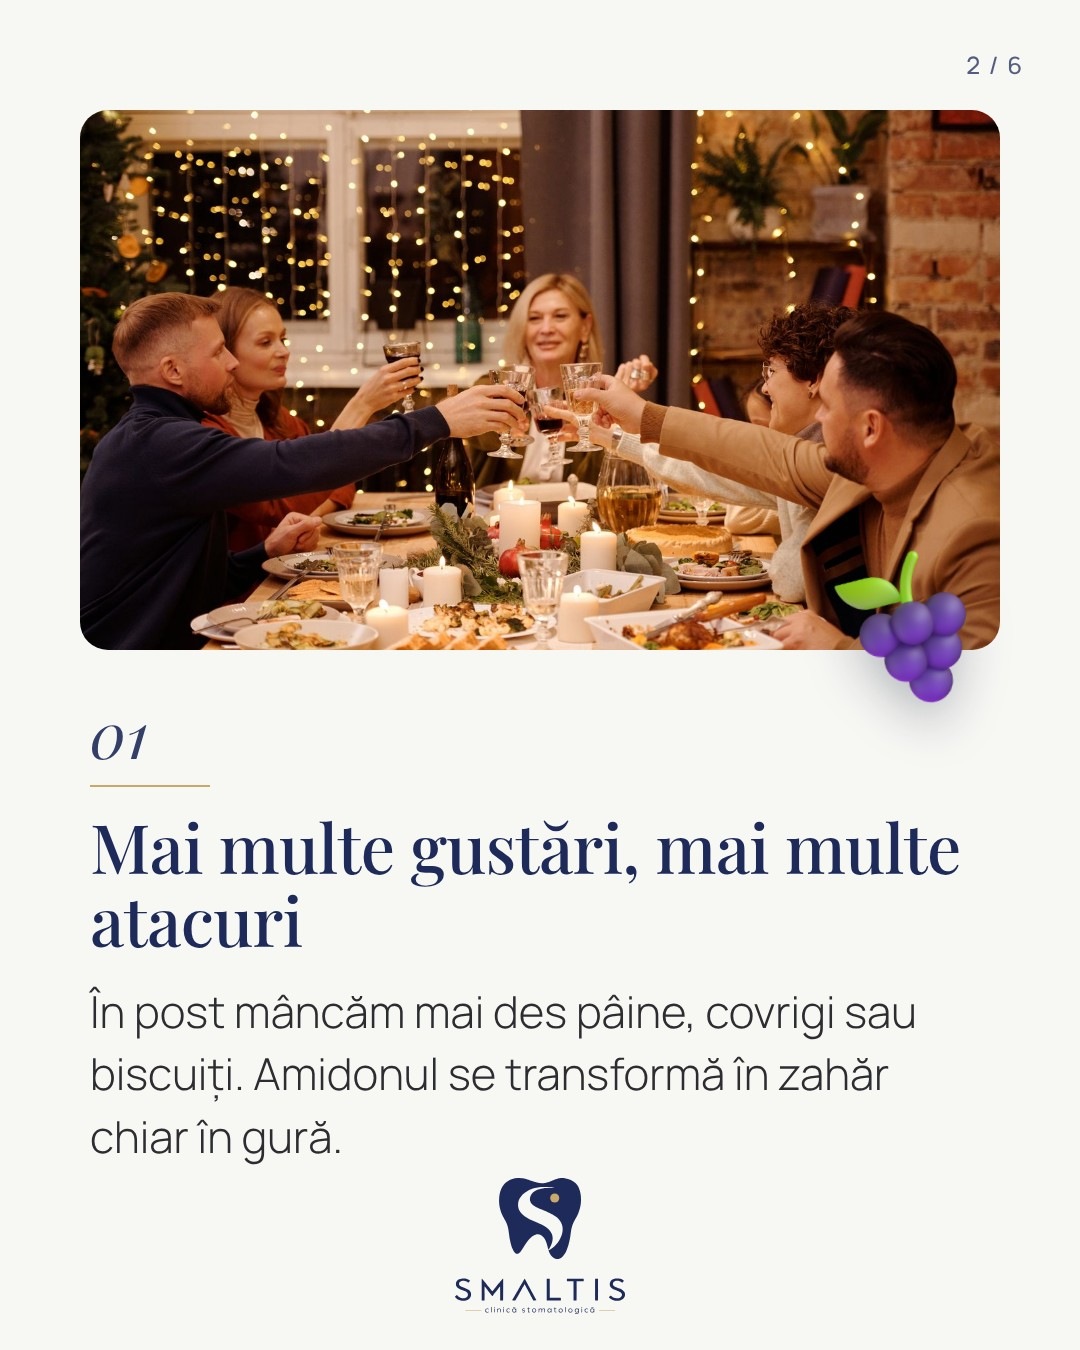 2 / 6
01
Mai multe gustări, mai multe
atacuri
În post mâncăm mai des pâine, covrigi sau
biscuiți. Amidonul se transformă în zahăr
chiar în gură.
SMALTIS
clinică stomatologică